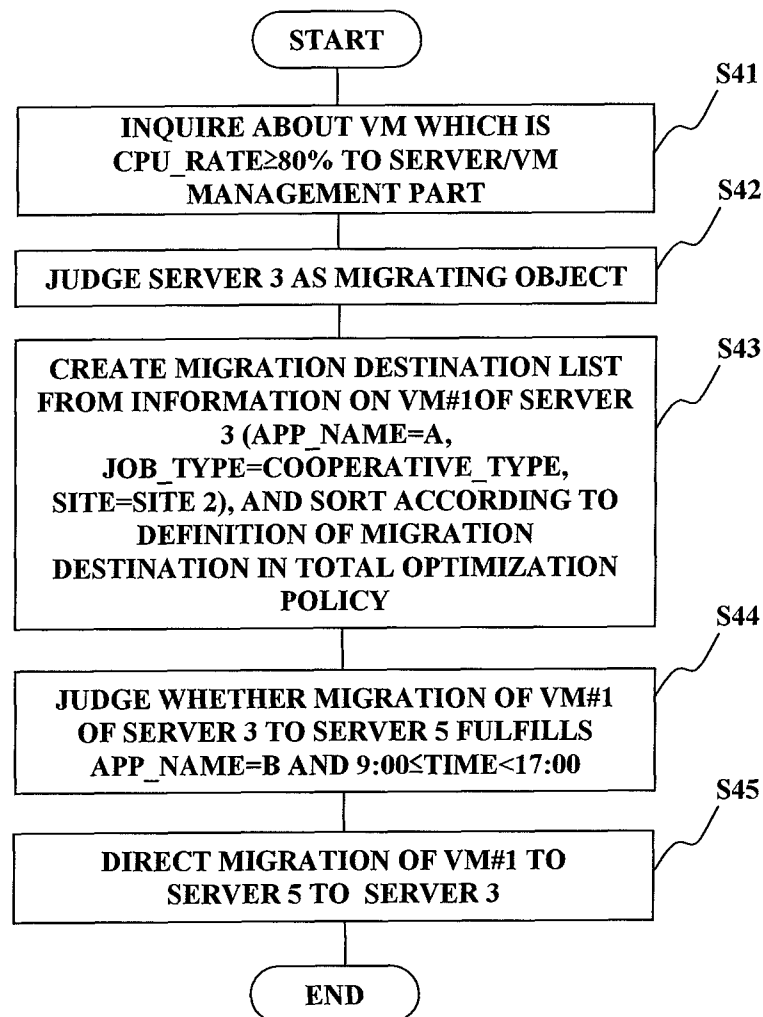 START
S41
INQUIRE ABOUT VM WHICH IS
CPU_RATE≥80% TO SERVER/VM
MANAGEMENT PART
S42
JUDGE SERVER 3 AS MIGRATING OBJECT
S43
CREATE MIGRATION DESTINATION LIST
FROM INFORMATION ON VM#1OF SERVER
3 (APP_NAME=A,
JOB_TYPE=COOPERATIVE_TYPE,
SITE=SITE 2), AND SORT ACCORDING TO
DEFINITION OF MIGRATION
DESTINATION IN TOTAL OPTIMIZATION
POLICY
S44
JUDGE WHETHER MIGRATION OF VM#1
OF SERVER 3 TO SERVER 5 FULFILLS
APP_NAME=B AND 9:00≤TIME<17:00
S45
DIRECT MIGRATION OF VM#1 TO
SERVER 5 TO SERVER 3
END